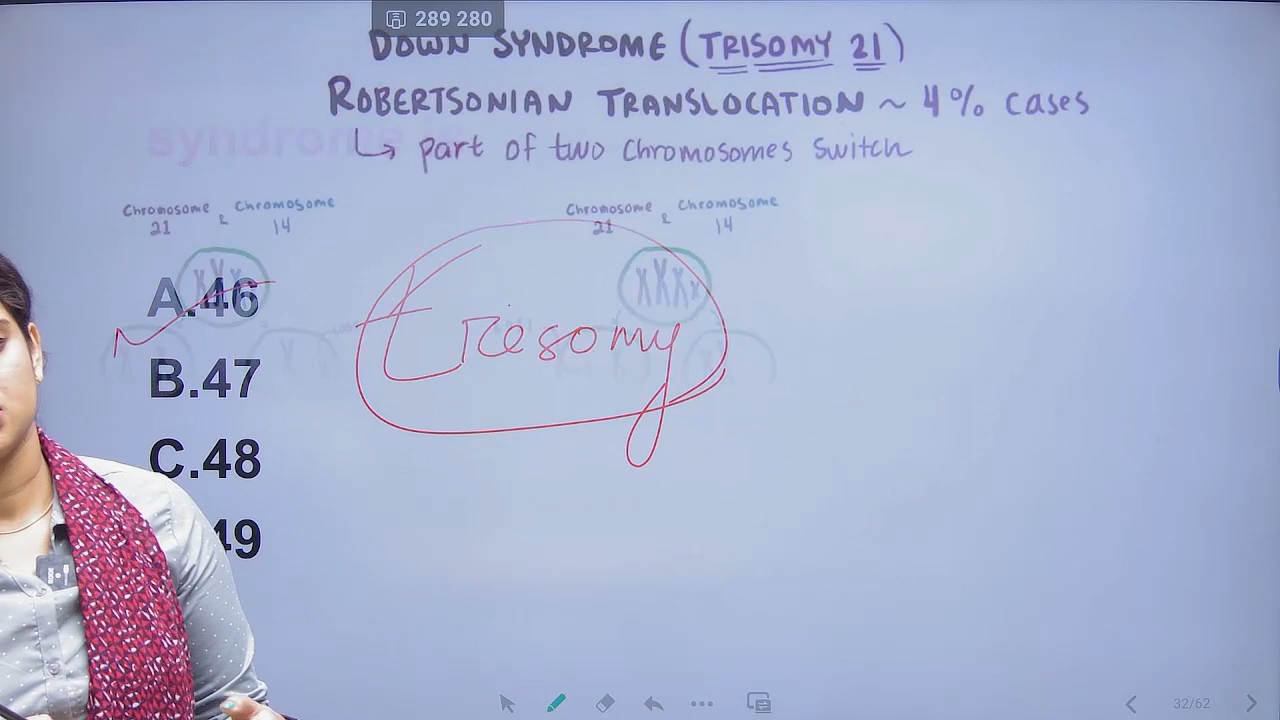 289 280
DOWN SYNDROME (TRISOMY 21)
ROBERTSONIAN TRANSLOCATION ~ 4% cases
↳ part of two chromosomes switch
syndrome
Chromosome 21 & Chromosome 14
Chromosome 21 & Chromosome 14
A.46
B.47
C.48
49
tresomy
32/62